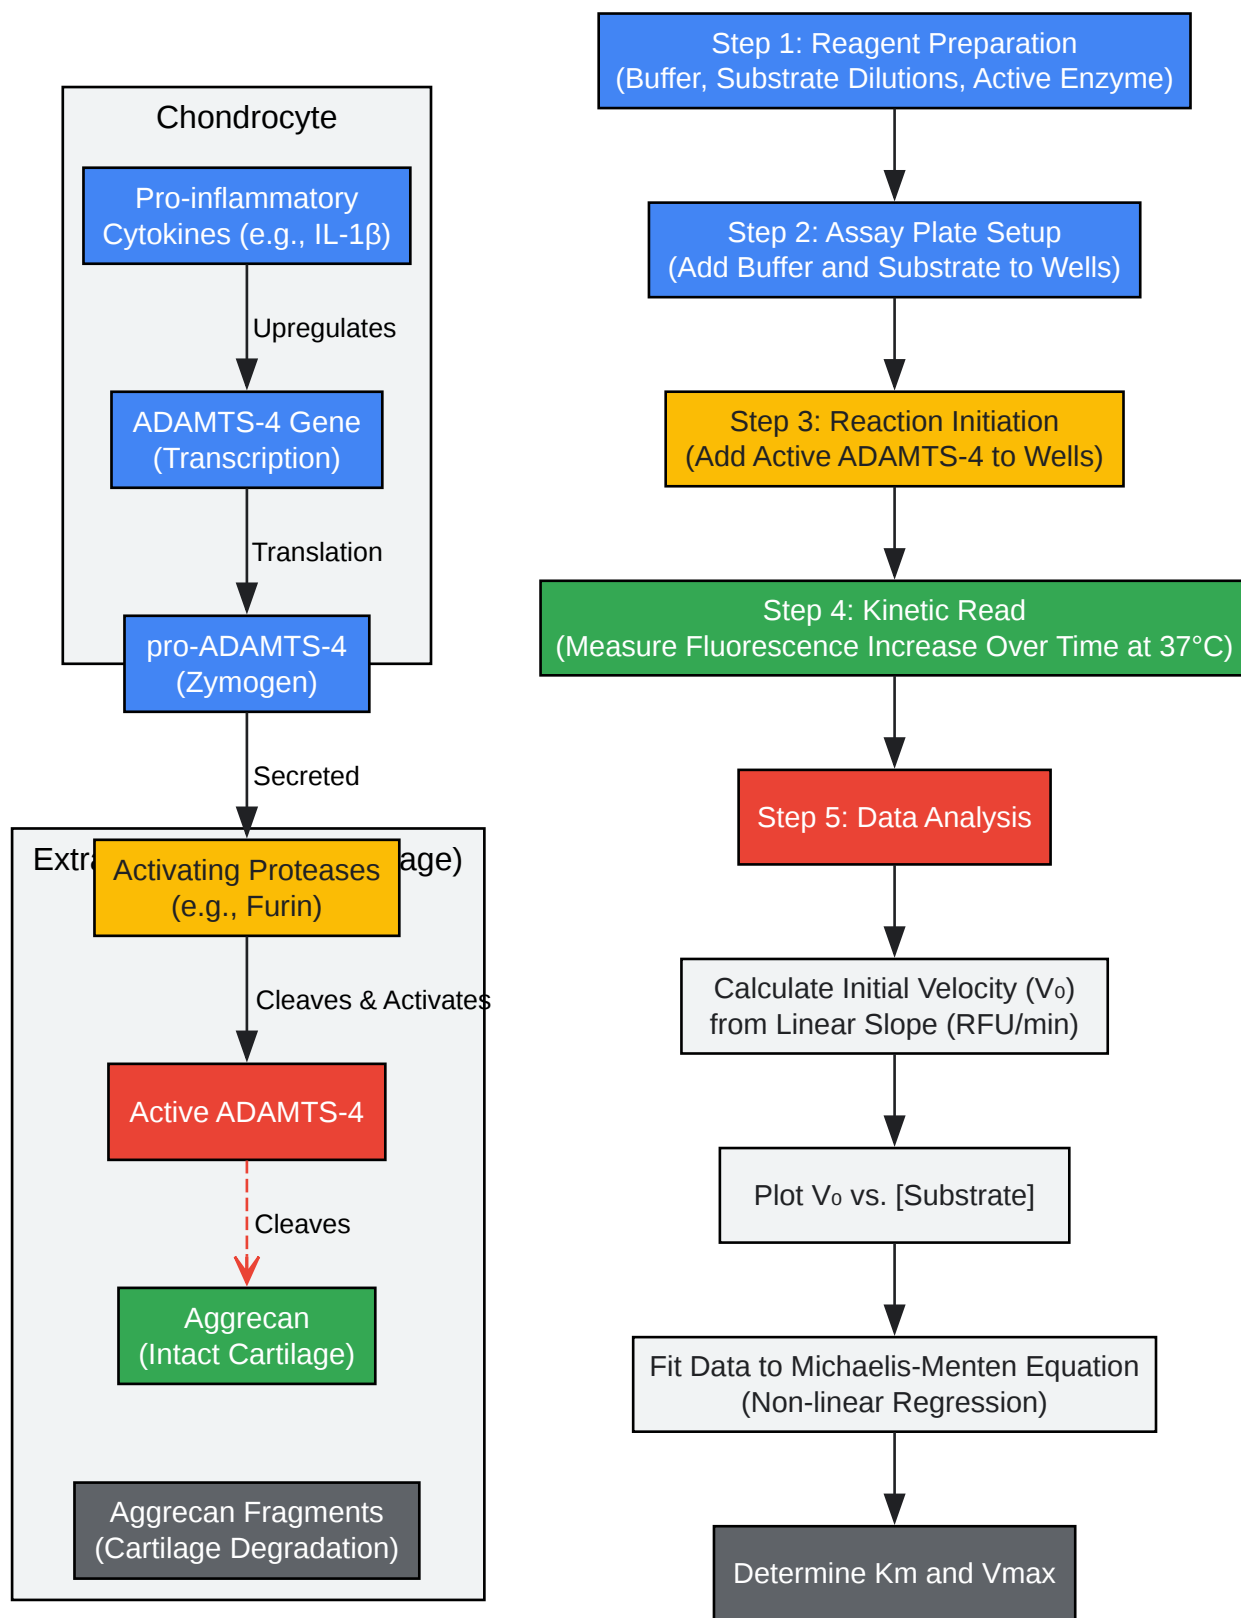 Chondrocyte
Pro-inflammatory
Cytokines (e.g., IL-1β)
Upregulates
ADAMTS-4 Gene
(Transcription)
Translation
pro-ADAMTS-4
(Zymogen)
Secreted
Activating Proteases
(e.g., Furin)
Cleaves & Activates
Active ADAMTS-4
Cleaves
Aggrecan
(Intact Cartilage)
Aggrecan Fragments
(Cartilage Degradation)
Step 1: Reagent Preparation
(Buffer, Substrate Dilutions, Active Enzyme)
Step 2: Assay Plate Setup
(Add Buffer and Substrate to Wells)
Step 3: Reaction Initiation
(Add Active ADAMTS-4 to Wells)
Step 4: Kinetic Read
(Measure Fluorescence Increase Over Time at 37°C)
Step 5: Data Analysis
Calculate Initial Velocity (V₀)
from Linear Slope (RFU/min)
Plot V₀ vs. [Substrate]
Fit Data to Michaelis-Menten Equation
(Non-linear Regression)
Determine Km and Vmax